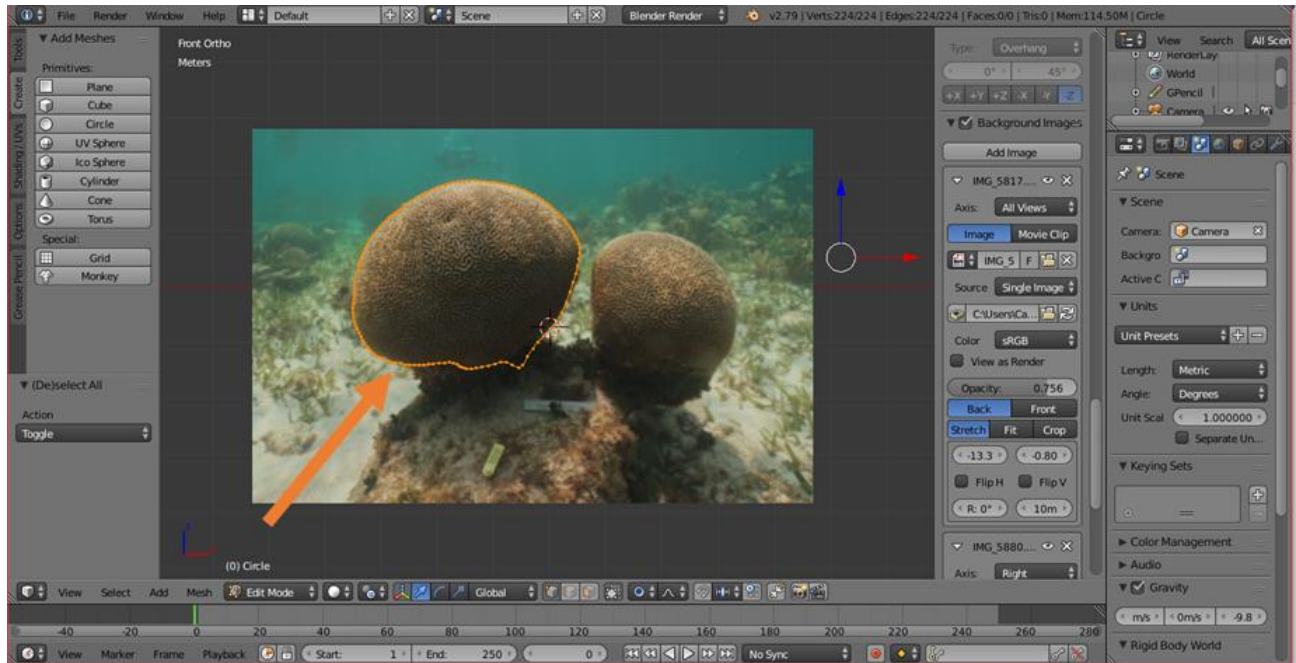 File Render Window Help Default Scene Blender Render v2.79 | Verts:224/224 | Edges:224/224 | Faces:0/0 | Tris:0 | Mem:114.50M | Circle
Tools
Create
Shading / UVs
Options
Grease Pencil
Add Meshes
Primitives:
Plane
Cube
Circle
UV Sphere
Ico Sphere
Cylinder
Cone
Torus
Special:
Grid
Monkey
(De)select All
Action
Toggle
Front Ortho
Meters
(0) Circle
Type: Overhang
0° 45°
+X +Y +Z -X -Y -Z
Background Images
Add Image
IMG_5817....
Axis: All Views
Image Movie Clip
IMG_5 F
Source Single Image
C:\Users\Ca...
Color sRGB
View as Render
Opacity: 0.756
Back Front
Stretch Fit Crop
-13.3 -0.80
Flip H Flip V
R: 0° 10m
IMG_5880....
Axis: Right
View Search All Scen
RenderLay
World
GPencil
Camera
Scene
Scene
Camera: Camera
Backgro
Active C
Units
Unit Presets
Length: Metric
Angle: Degrees
Unit Scal 1.000000
Separate Un...
Keying Sets
Color Management
Audio
Gravity
m/s 0m/s -9.8
Rigid Body World
View Select Add Mesh Edit Mode Global
-40 -20 0 20 40 60 80 100 120 140 160 180 200 220 240 260 280
View Marker Frame Playback Start: 1 End: 250 0 No Sync